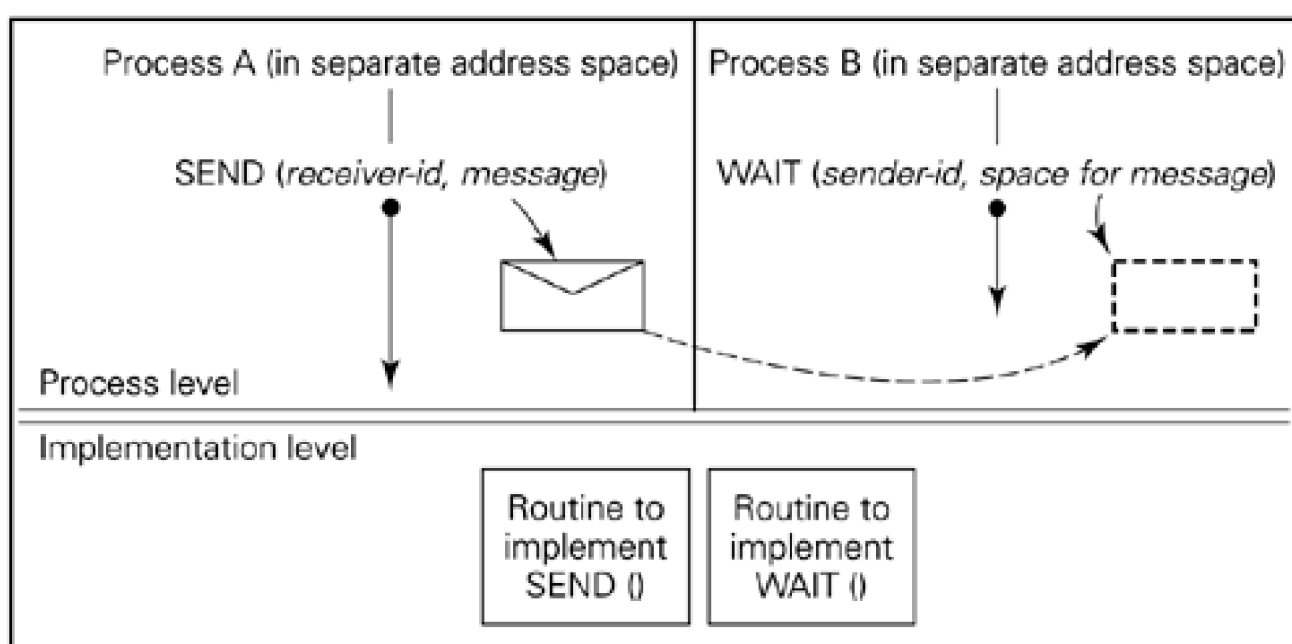 Process A (in separate address space)
Process B (in separate address space)
SEND (receiver-id, message)
WAIT (sender-id, space for message)
Process level
Implementation level
Routine to
implement
SEND ()
Routine to
implement
WAIT ()